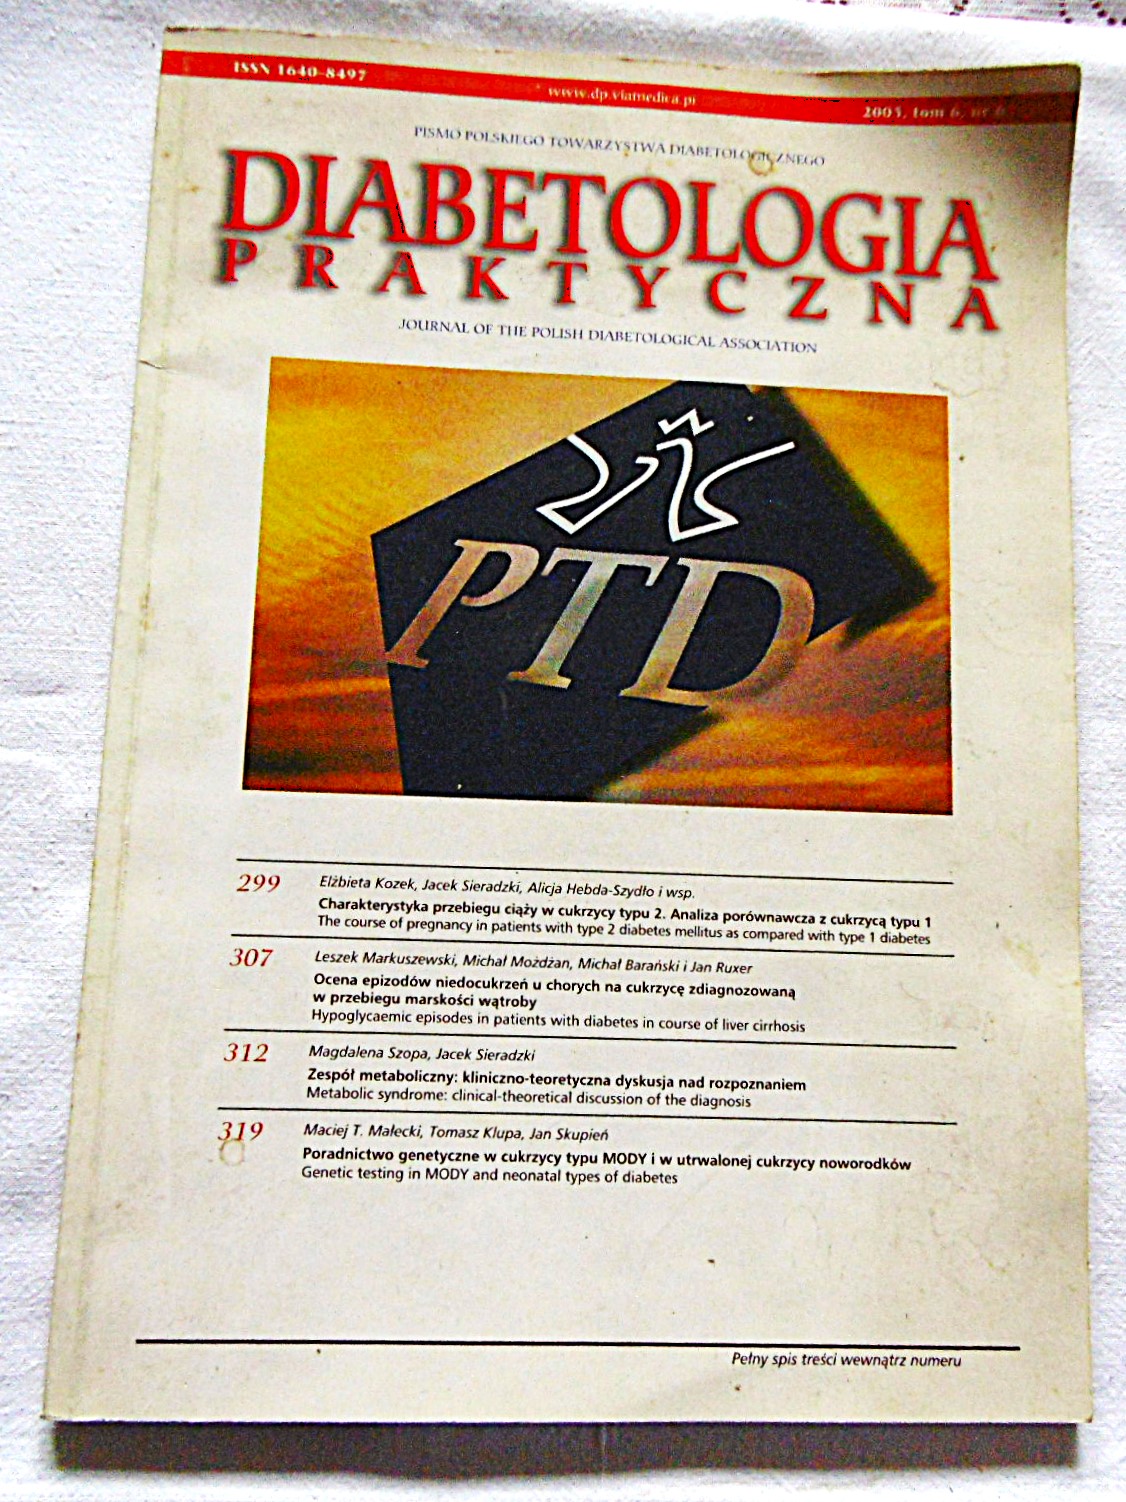 ISSN 1640-8497
www.dp.viamedica.pl
2005, tom 6, nr 6
PISMO POLSKIEGO TOWARZYSTWA DIABETOLOGICZNEGO
DIABETOLOGIA
PRAKTYCZNA
JOURNAL OF THE POLISH DIABETOLOGICAL ASSOCIATION
PTD
299 Elżbieta Kozek, Jacek Sieradzki, Alicja Hebda-Szydło i wsp.
Charakterystyka przebiegu ciąży w cukrzycy typu 2. Analiza porównawcza z cukrzycą typu 1
The course of pregnancy in patients with type 2 diabetes mellitus as compared with type 1 diabetes
307 Leszek Markuszewski, Michał Możdżan, Michał Barański i Jan Ruxer
Ocena epizodów niedocukrzeń u chorych na cukrzycę zdiagnozowaną
w przebiegu marskości wątroby
Hypoglycaemic episodes in patients with diabetes in course of liver cirrhosis
312 Magdalena Szopa, Jacek Sieradzki
Zespół metaboliczny: kliniczno-teoretyczna dyskusja nad rozpoznaniem
Metabolic syndrome: clinical-theoretical discussion of the diagnosis
319 Maciej T. Małecki, Tomasz Klupa, Jan Skupień
Poradnictwo genetyczne w cukrzycy typu MODY i w utrwalonej cukrzycy noworodków
Genetic testing in MODY and neonatal types of diabetes
Pełny spis treści wewnątrz numeru